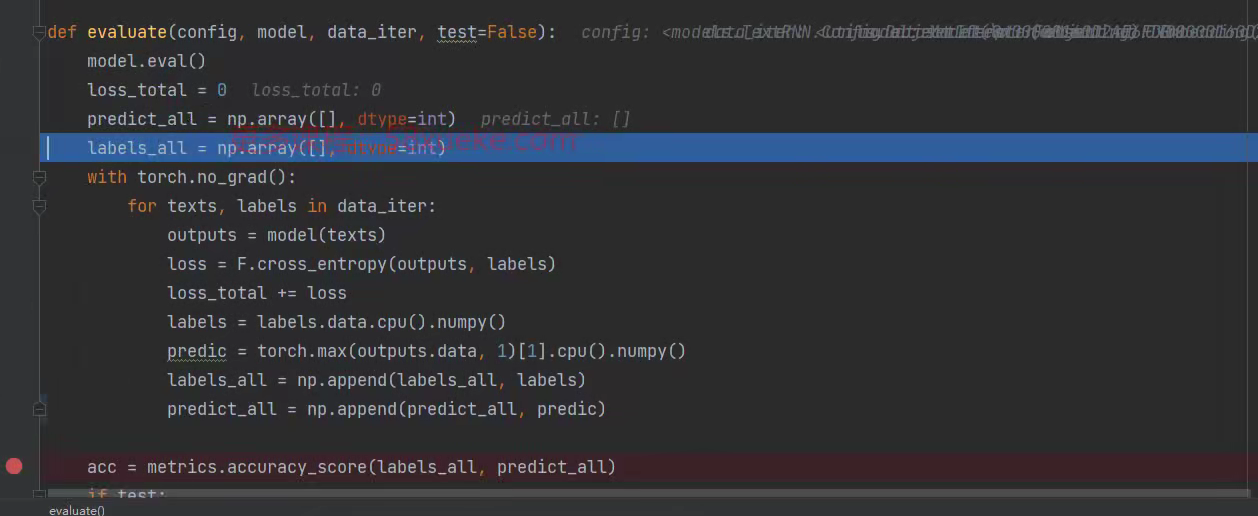 def evaluate(config, model, data_iter, test=False): config: <models.
model.eval()
loss_total = 0 loss_total: 0
predict_all = np.array([], dtype=int) predict_all: []
labels_all = np.array([], dtype=int)
with torch.no_grad():
for texts, labels in data_iter:
outputs = model(texts)
loss = F.cross_entropy(outputs, labels)
loss_total += loss
labels = labels.data.cpu().numpy()
predic = torch.max(outputs.data, 1)[1].cpu().numpy()
labels_all = np.append(labels_all, labels)
predict_all = np.append(predict_all, predic)
acc = metrics.accuracy_score(labels_all, predict_all)
if test:
evaluate()